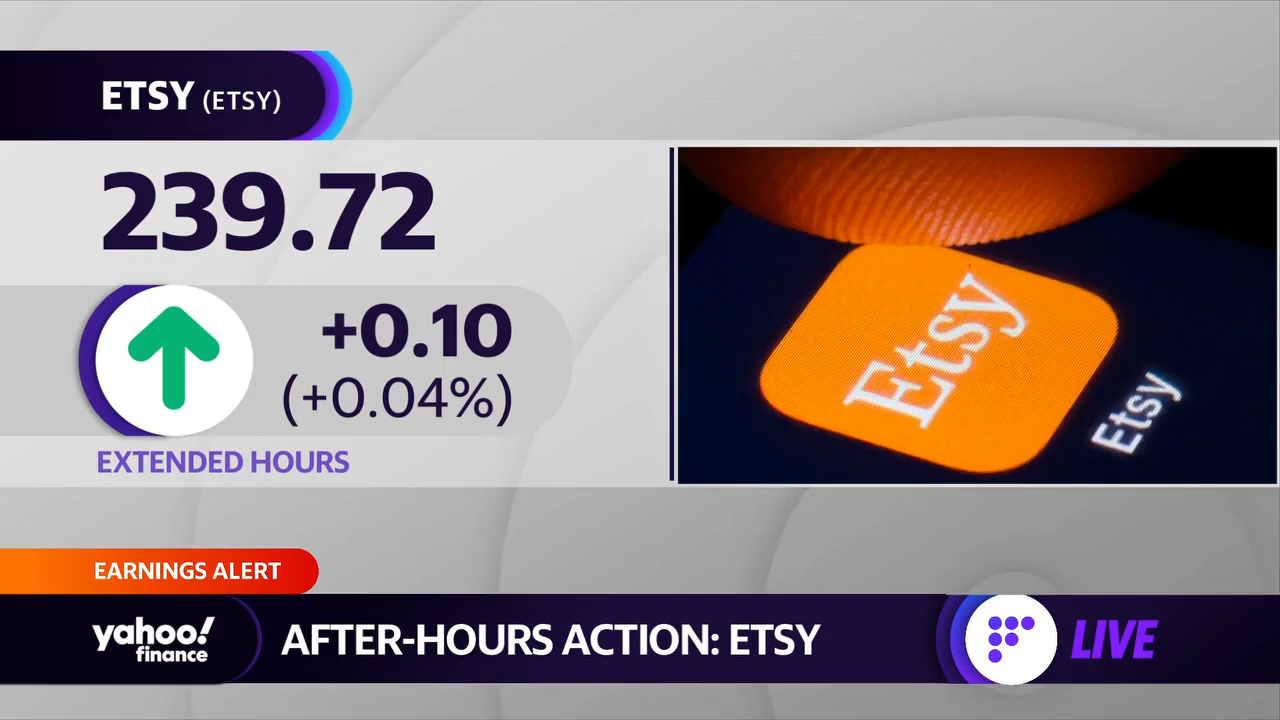 ETSY (ETSY)
239.72
+0.10
(+0.04%)
EXTENDED HOURS
Etsy
Etsy
EARNINGS ALERT
yahoo!
finance
AFTER-HOURS ACTION: ETSY
LIVE